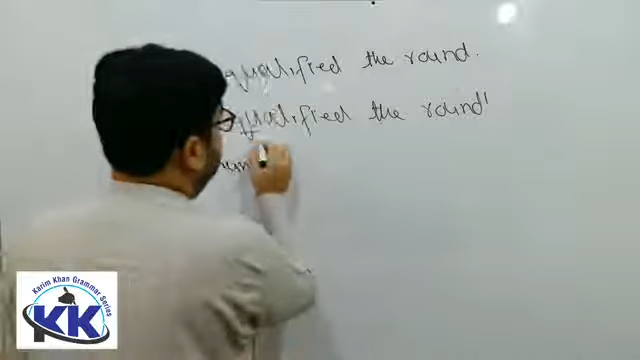 qualified the round.
qualified the round'
Karim Khan Grammar Series
KK